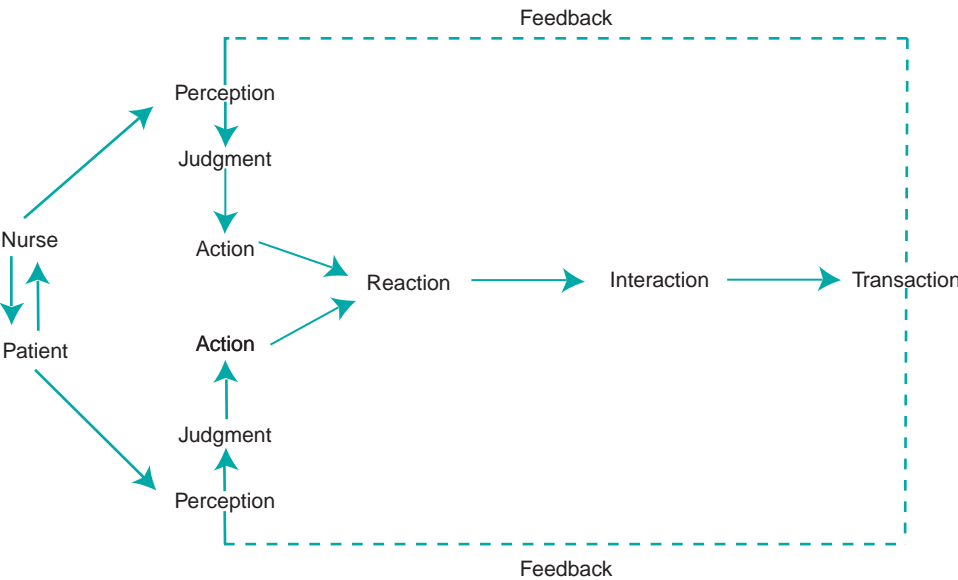 Feedback
Perception
Judgment
Nurse
Action
Reaction
Interaction
Transaction
Patient
Action
Judgment
Perception
Feedback